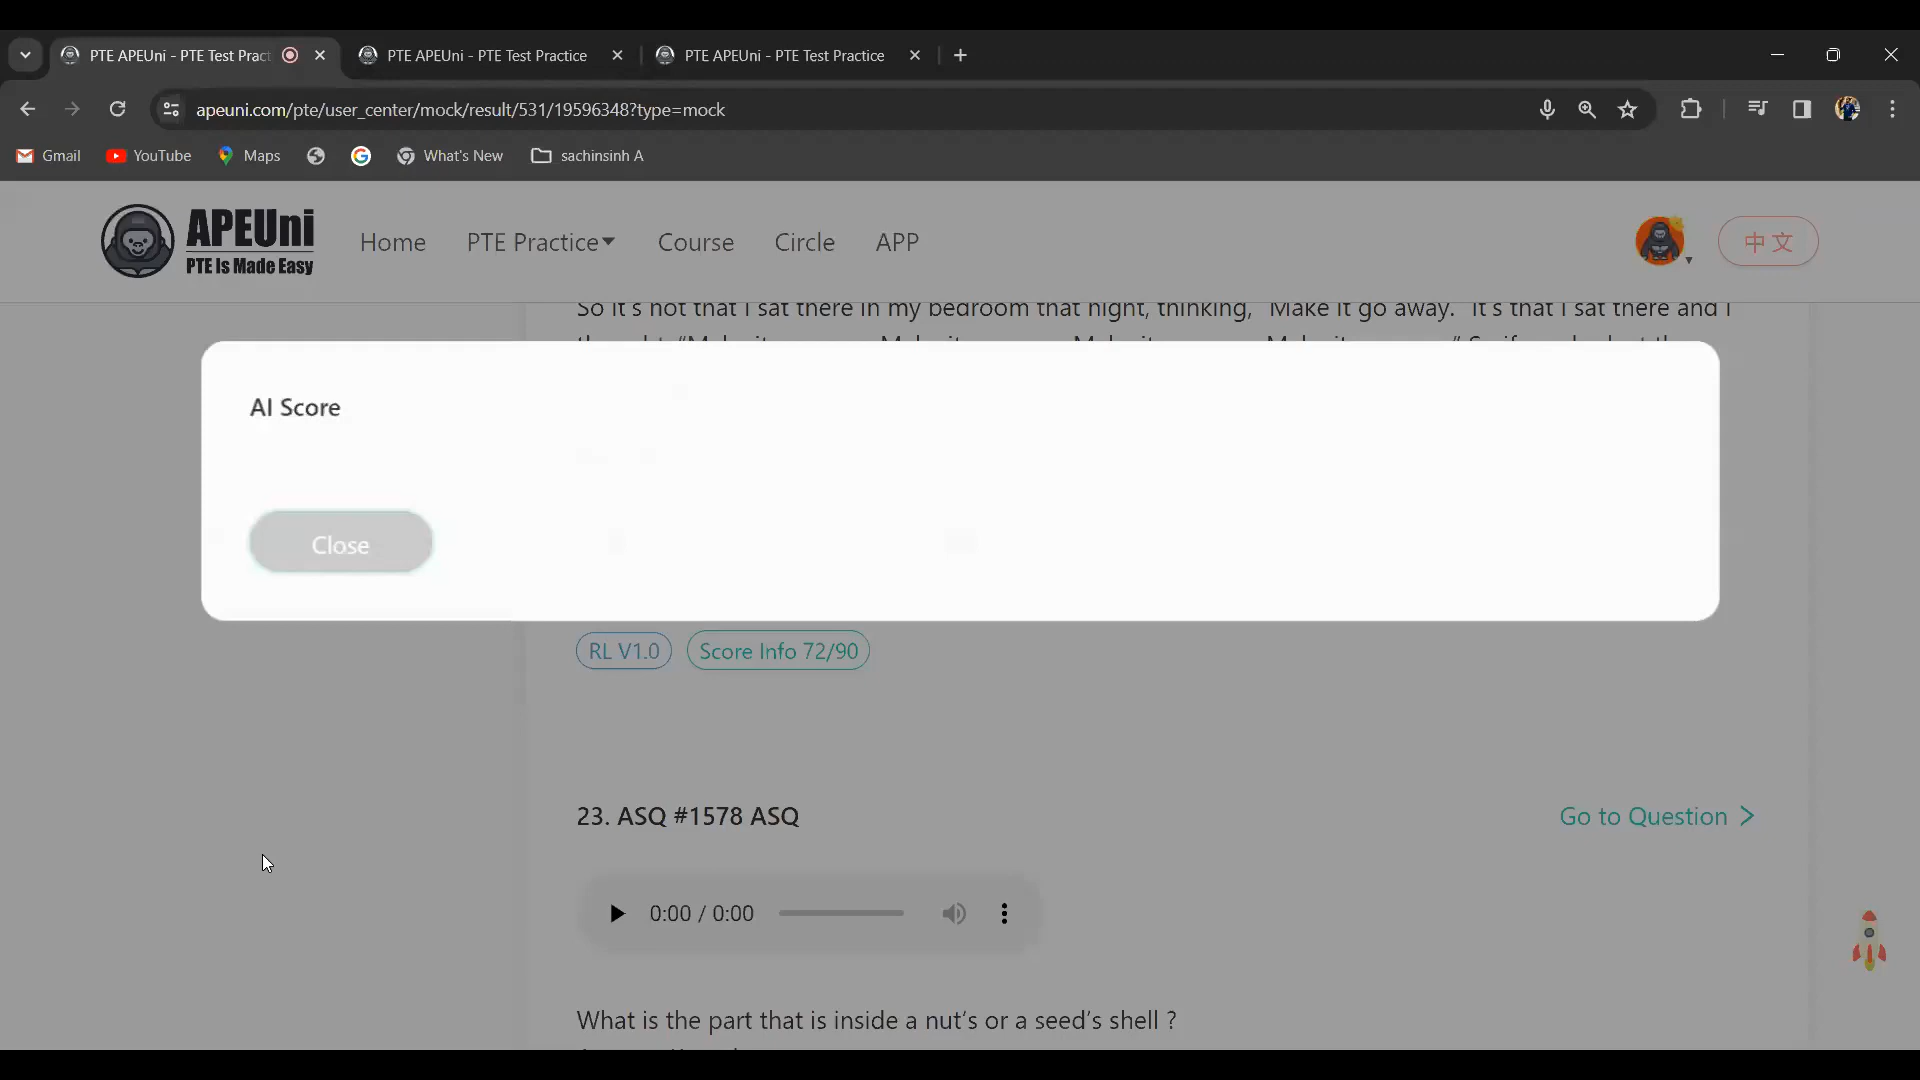 PTE APEUni - PTE Test Pract
PTE APEUni - PTE Test Practice
PTE APEUni - PTE Test Practice
apeuni.com/pte/user_center/mock/result/531/19596348?type=mock
Gmail
YouTube
Maps
What's New
sachinsinh A
APEUni
PTE Is Made Easy
Home
PTE Practice
Course
Circle
APP
中文
So it's not that I sat there in my bedroom that night, thinking, "Make it go away." It's that I sat there and I
AI Score
Close
RL V1.0
Score Info 72/90
23. ASQ #1578 ASQ
Go to Question
0:00 / 0:00
What is the part that is inside a nut's or a seed's shell ?